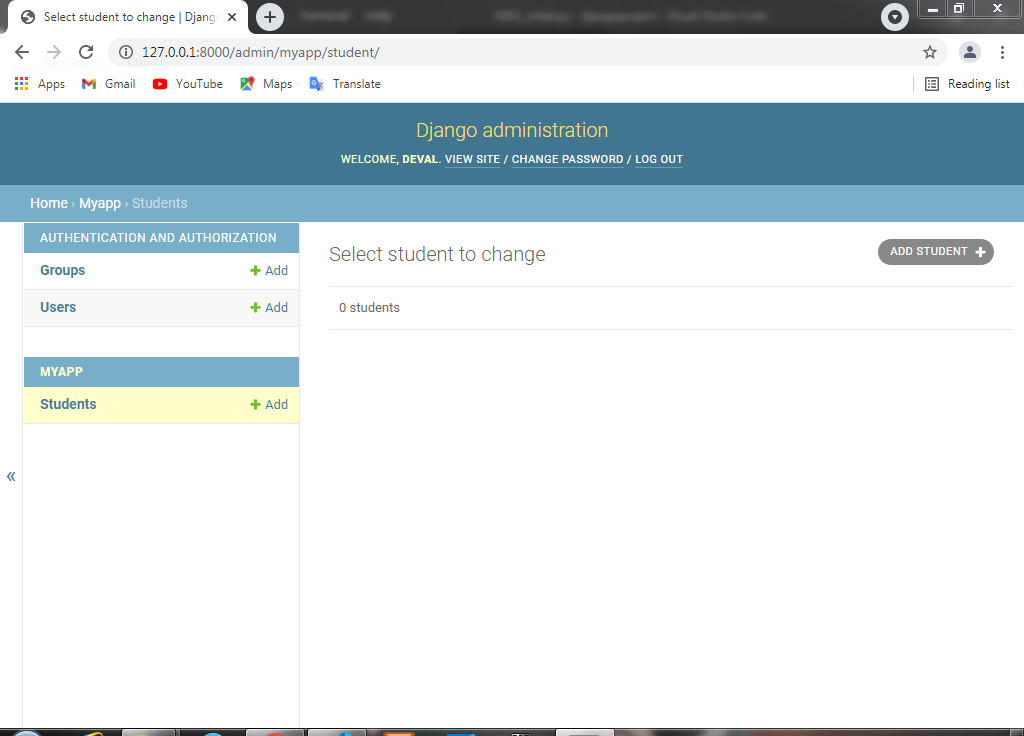 Select student to change | Djang
127.0.0.1:8000/admin/myapp/student/
Apps Gmail YouTube Maps Translate Reading list
Django administration
WELCOME, DEVAL. VIEW SITE / CHANGE PASSWORD / LOG OUT
Home › Myapp › Students
AUTHENTICATION AND AUTHORIZATION
Groups + Add
Users + Add
MYAPP
Students + Add
«
Select student to change
ADD STUDENT +
0 students